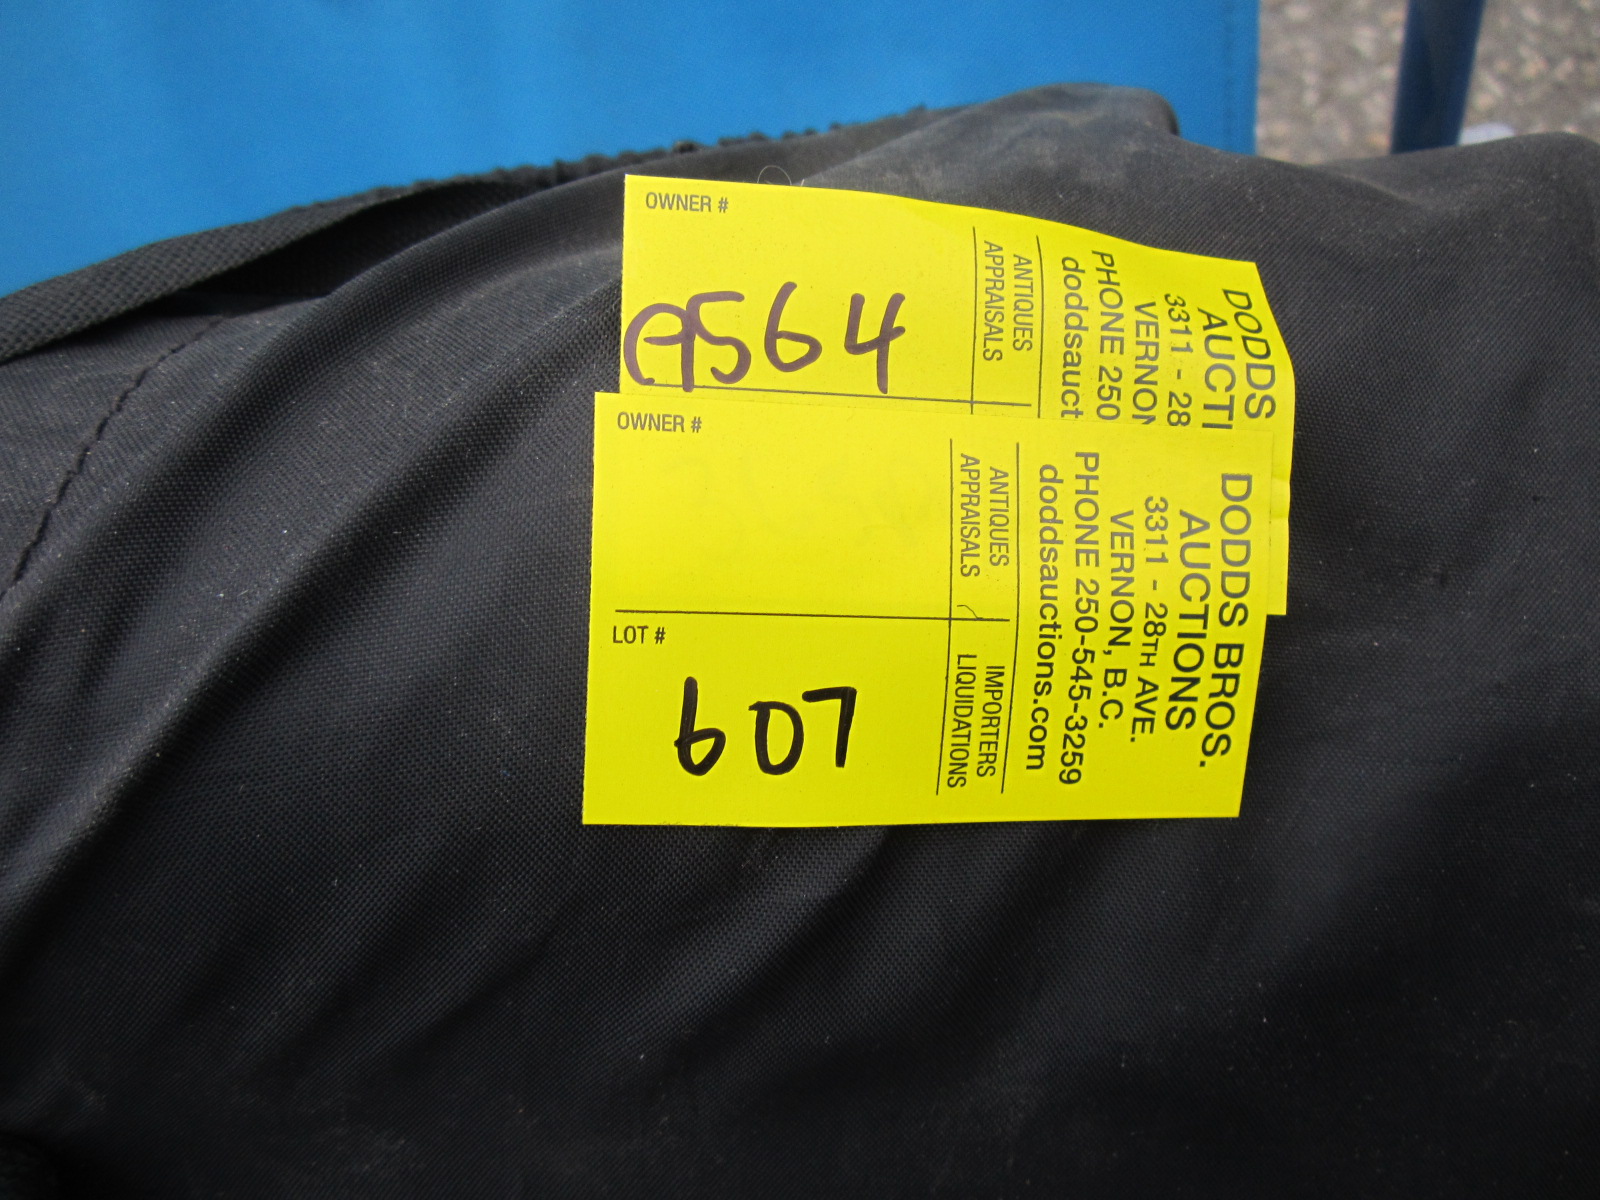 OWNER #
A564
ANTIQUES
APPRAISALS
DODDS
AUCTI
3311 - 28
VERNON
PHONE 250
doddsauct
OWNER #
LOT #
607
ANTIQUES IMPORTERS
APPRAISALS LIQUIDATIONS
DODDS BROS.
AUCTIONS
3311 - 28TH AVE.
VERNON, B.C.
PHONE 250-545-3259
doddsauctions.com